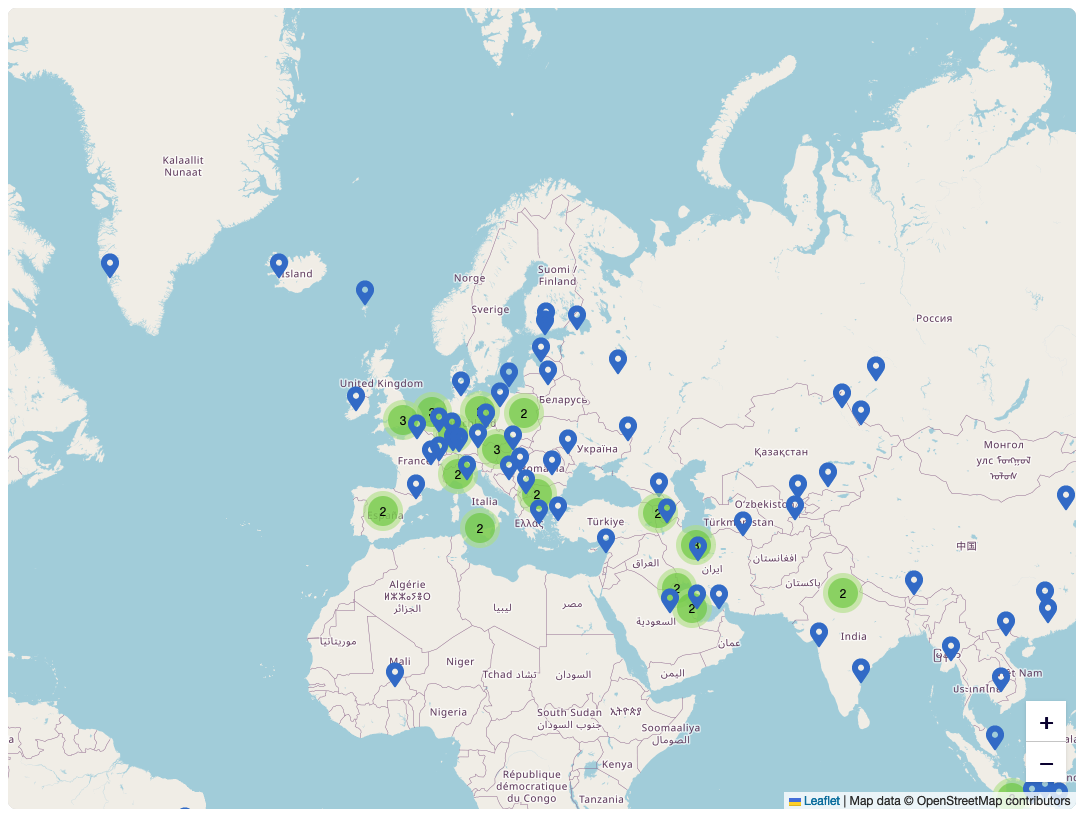 Kalaallit
Nunaat
Ísland
Norge
Suomi /
Finland
Sverige
Россия
United Kingdom
Беларусь
France
Україна
Қазақстан
Монгол
улс
România
Italia
España
Ελλάς
Türkiye
O'zbekiston
Türkmenistan
中国
العراق
ایران
افغانستان
پاکستان
Algérie
ⵍⵣⵣⴰⵢⴻⵔ
الجزائر
ليبيا
مصر
السعودية
عمان
India
موريتانيا
Mali
Niger
Tchad تشاد
السودان
اليمن
Việt Nam
ประเทศไทย
Nigeria
South Sudan
جنوب السودان
ኢትዮጵያ
Soomaaliya
الصومال
Kenya
République
démocratique
du Congo
Tanzania
3
2
2
3
2
2
2
2
2
2
2
2
+
−
Leaflet | Map data © OpenStreetMap contributors